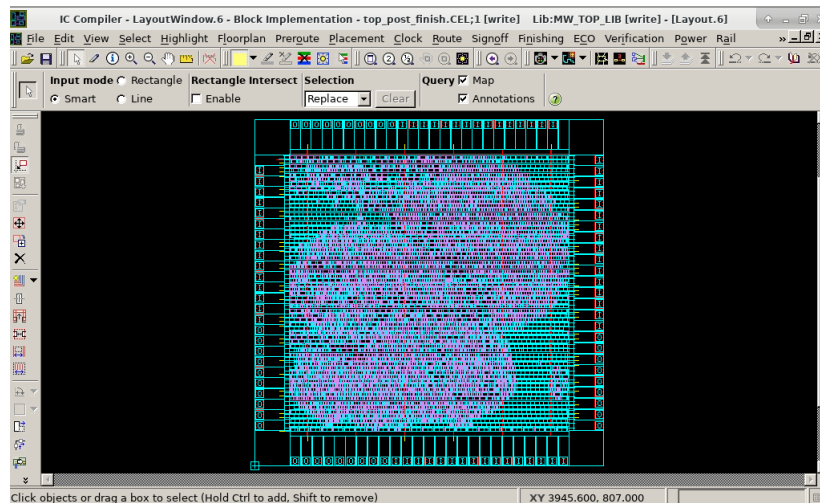 IC Compiler - LayoutWindow.6 - Block Implementation - top_post_finish.CEL;1 [write]   Lib:MW_TOP_LIB [write] - [Layout.6]
File Edit View Select Highlight Floorplan Preroute Placement Clock Route Signoff Finishing ECO Verification Power Rail »
Input mode Rectangle Rectangle Intersect Selection Query Map
Smart Line Enable Replace Clear Annotations
Click objects or drag a box to select (Hold Ctrl to add, Shift to remove) XY 3945.600, 807.000